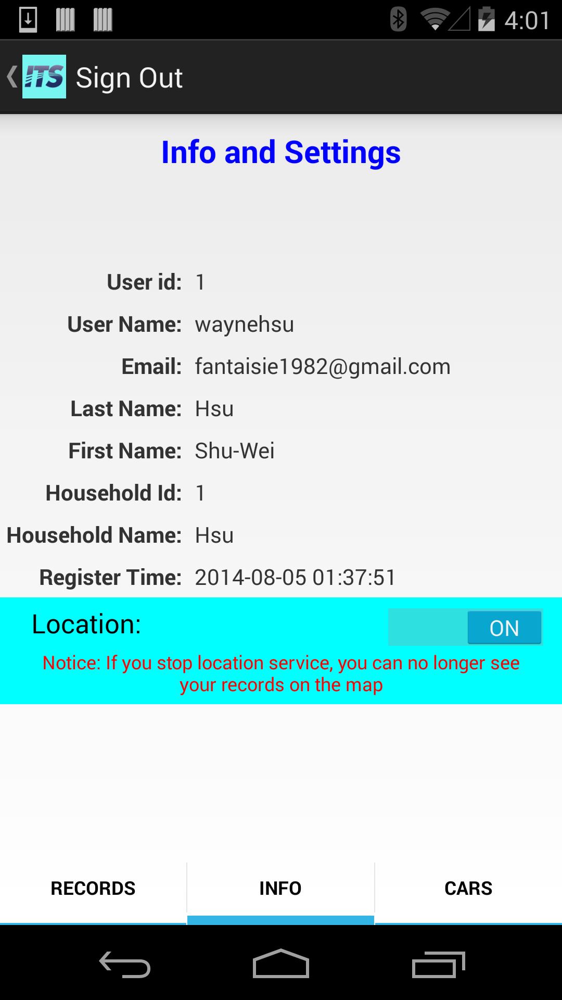 4:01
ITS Sign Out
Info and Settings
User id: 1
User Name: waynehsu
Email: fantaisie1982@gmail.com
Last Name: Hsu
First Name: Shu-Wei
Household Id: 1
Household Name: Hsu
Register Time: 2014-08-05 01:37:51
Location: ON
Notice: If you stop location service, you can no longer see
your records on the map
RECORDS INFO CARS